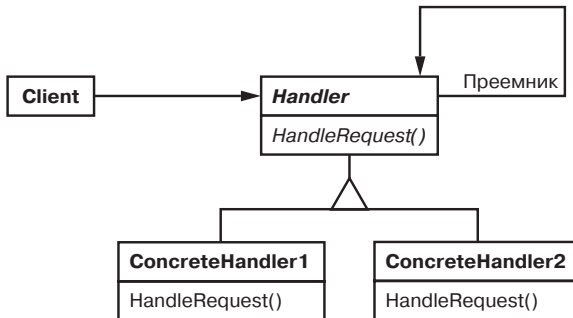 Преемник
Client
Handler
HandleRequest()
ConcreteHandler1
ConcreteHandler2
HandleRequest()
HandleRequest()